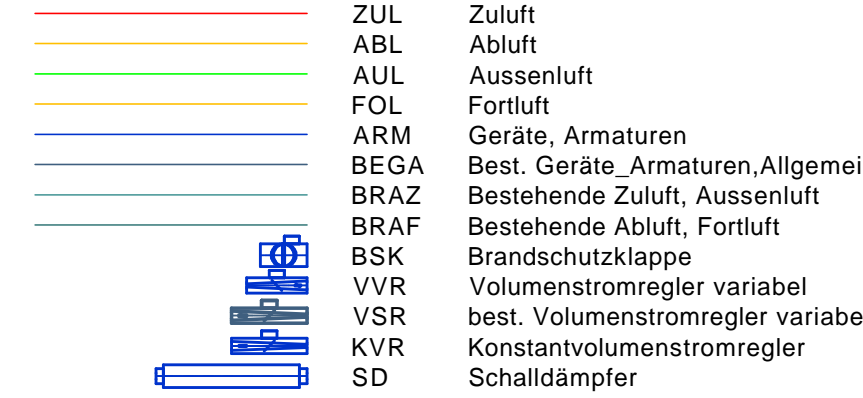 ZUL Zuluft
ABL Abluft
AUL Aussenluft
FOL Fortluft
ARM Geräte, Armaturen
BEGA Best. Geräte_Armaturen,Allgemei
BRAZ Bestehende Zuluft, Aussenluft
BRAF Bestehende Abluft, Fortluft
BSK Brandschutzklappe
VVR Volumenstromregler variabel
VSR best. Volumenstromregler variabe
KVR Konstantvolumenstromregler
SD Schalldämpfer